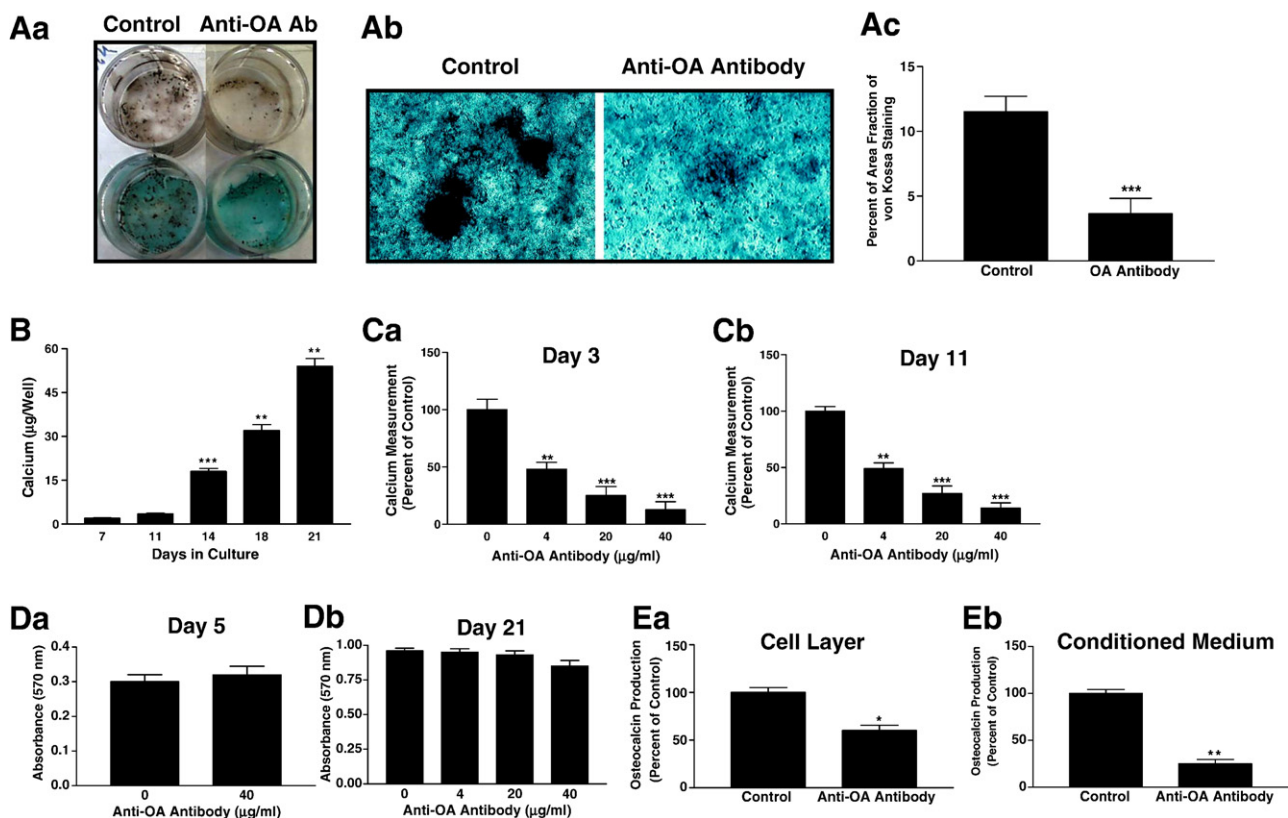 Aa
Control Anti-OA Ab
Ab
Control Anti-OA Antibody
Ac
Percent of Area Fraction of
von Kossa Staining
15
10
5
0
***
Control OA Antibody
B
Calcium (µg/Well)
60
45
30
15
0
*** ** **
7 11 14 18 21
Days in Culture
Ca
Day 3
Calcium Measurement
(Percent of Control)
150
100
50
0
** *** ***
0 4 20 40
Anti-OA Antibody (µg/ml)
Cb
Day 11
Calcium Measurement
(Percent of Control)
150
100
50
0
** *** ***
0 4 20 40
Anti-OA Antibody (µg/ml)
Da
Day 5
Absorbance (570 nm)
0.4
0.3
0.2
0.1
0.0
0 40
Anti-OA Antibody (µg/ml)
Db
Day 21
Absorbance (570 nm)
1.00
0.75
0.50
0.25
0.00
0 4 20 40
Anti-OA Antibody (µg/ml)
Ea
Cell Layer
Osteocalcin Production
(Percent of Control)
150
100
50
0
*
Control Anti-OA Antibody
Eb
Conditioned Medium
Osteocalcin Production
(Percent of Control)
150
100
50
0
**
Control Anti-OA Antibody